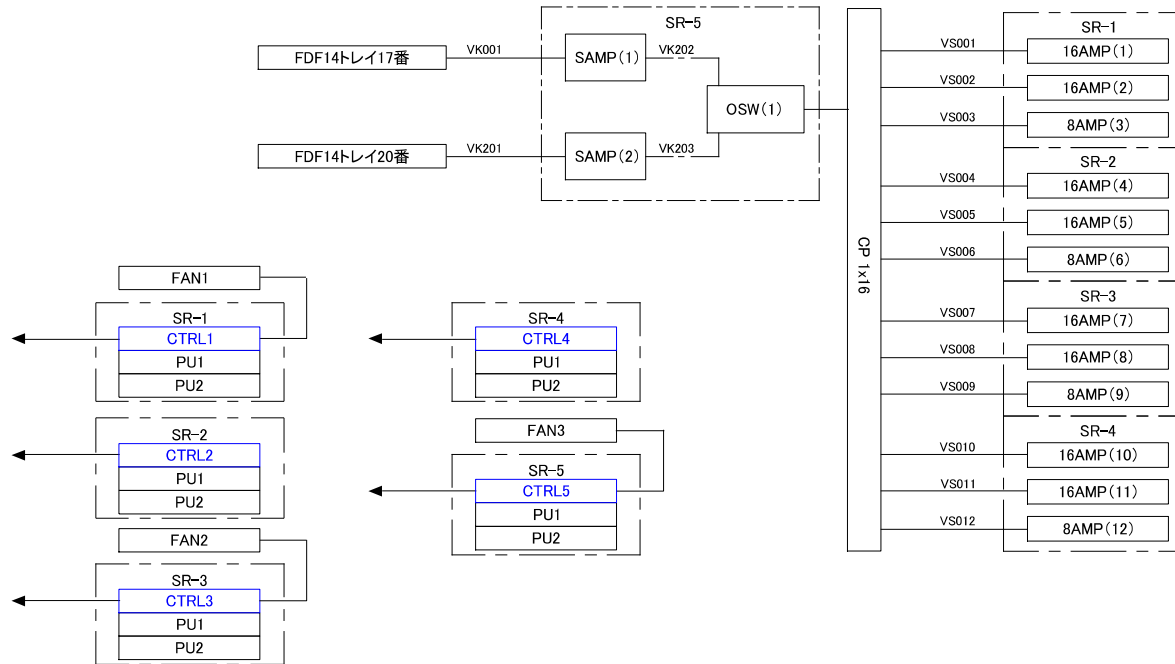 SR-5
FDF14トレイ17番
VK001
SAMP(1)
VK202
OSW(1)
FDF14トレイ20番
VK201
SAMP(2)
VK203
CP 1x16
SR-1
VS001
16AMP(1)
VS002
16AMP(2)
VS003
8AMP(3)
SR-2
VS004
16AMP(4)
VS005
16AMP(5)
VS006
8AMP(6)
SR-3
VS007
16AMP(7)
VS008
16AMP(8)
VS009
8AMP(9)
SR-4
VS010
16AMP(10)
VS011
16AMP(11)
VS012
8AMP(12)
FAN1
SR-1
CTRL1
PU1
PU2
SR-2
CTRL2
PU1
PU2
FAN2
SR-3
CTRL3
PU1
PU2
SR-4
CTRL4
PU1
PU2
FAN3
SR-5
CTRL5
PU1
PU2